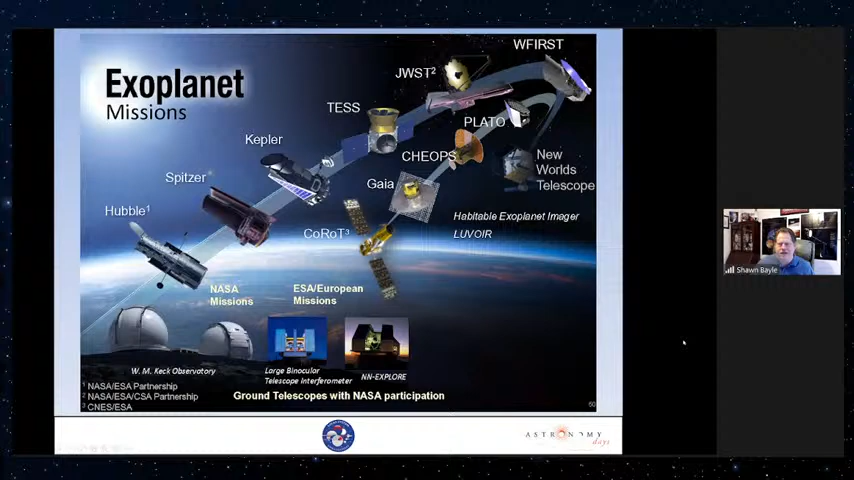 Exoplanet
Missions
WFIRST
JWST²
TESS
PLATO
Kepler
CHEOPS
New
Worlds
Telescope
Spitzer
Gaia
Hubble¹
Habitable Exoplanet Imager
LUVOIR
CoRoT³
NASA
Missions
ESA/European
Missions
W. M. Keck Observatory
Large Binocular
Telescope Interferometer
NN-EXPLORE
¹ NASA/ESA Partnership
² NASA/ESA/CSA Partnership
³ CNES/ESA
Ground Telescopes with NASA participation
ASTRONOMY
days
Shawn Bayle